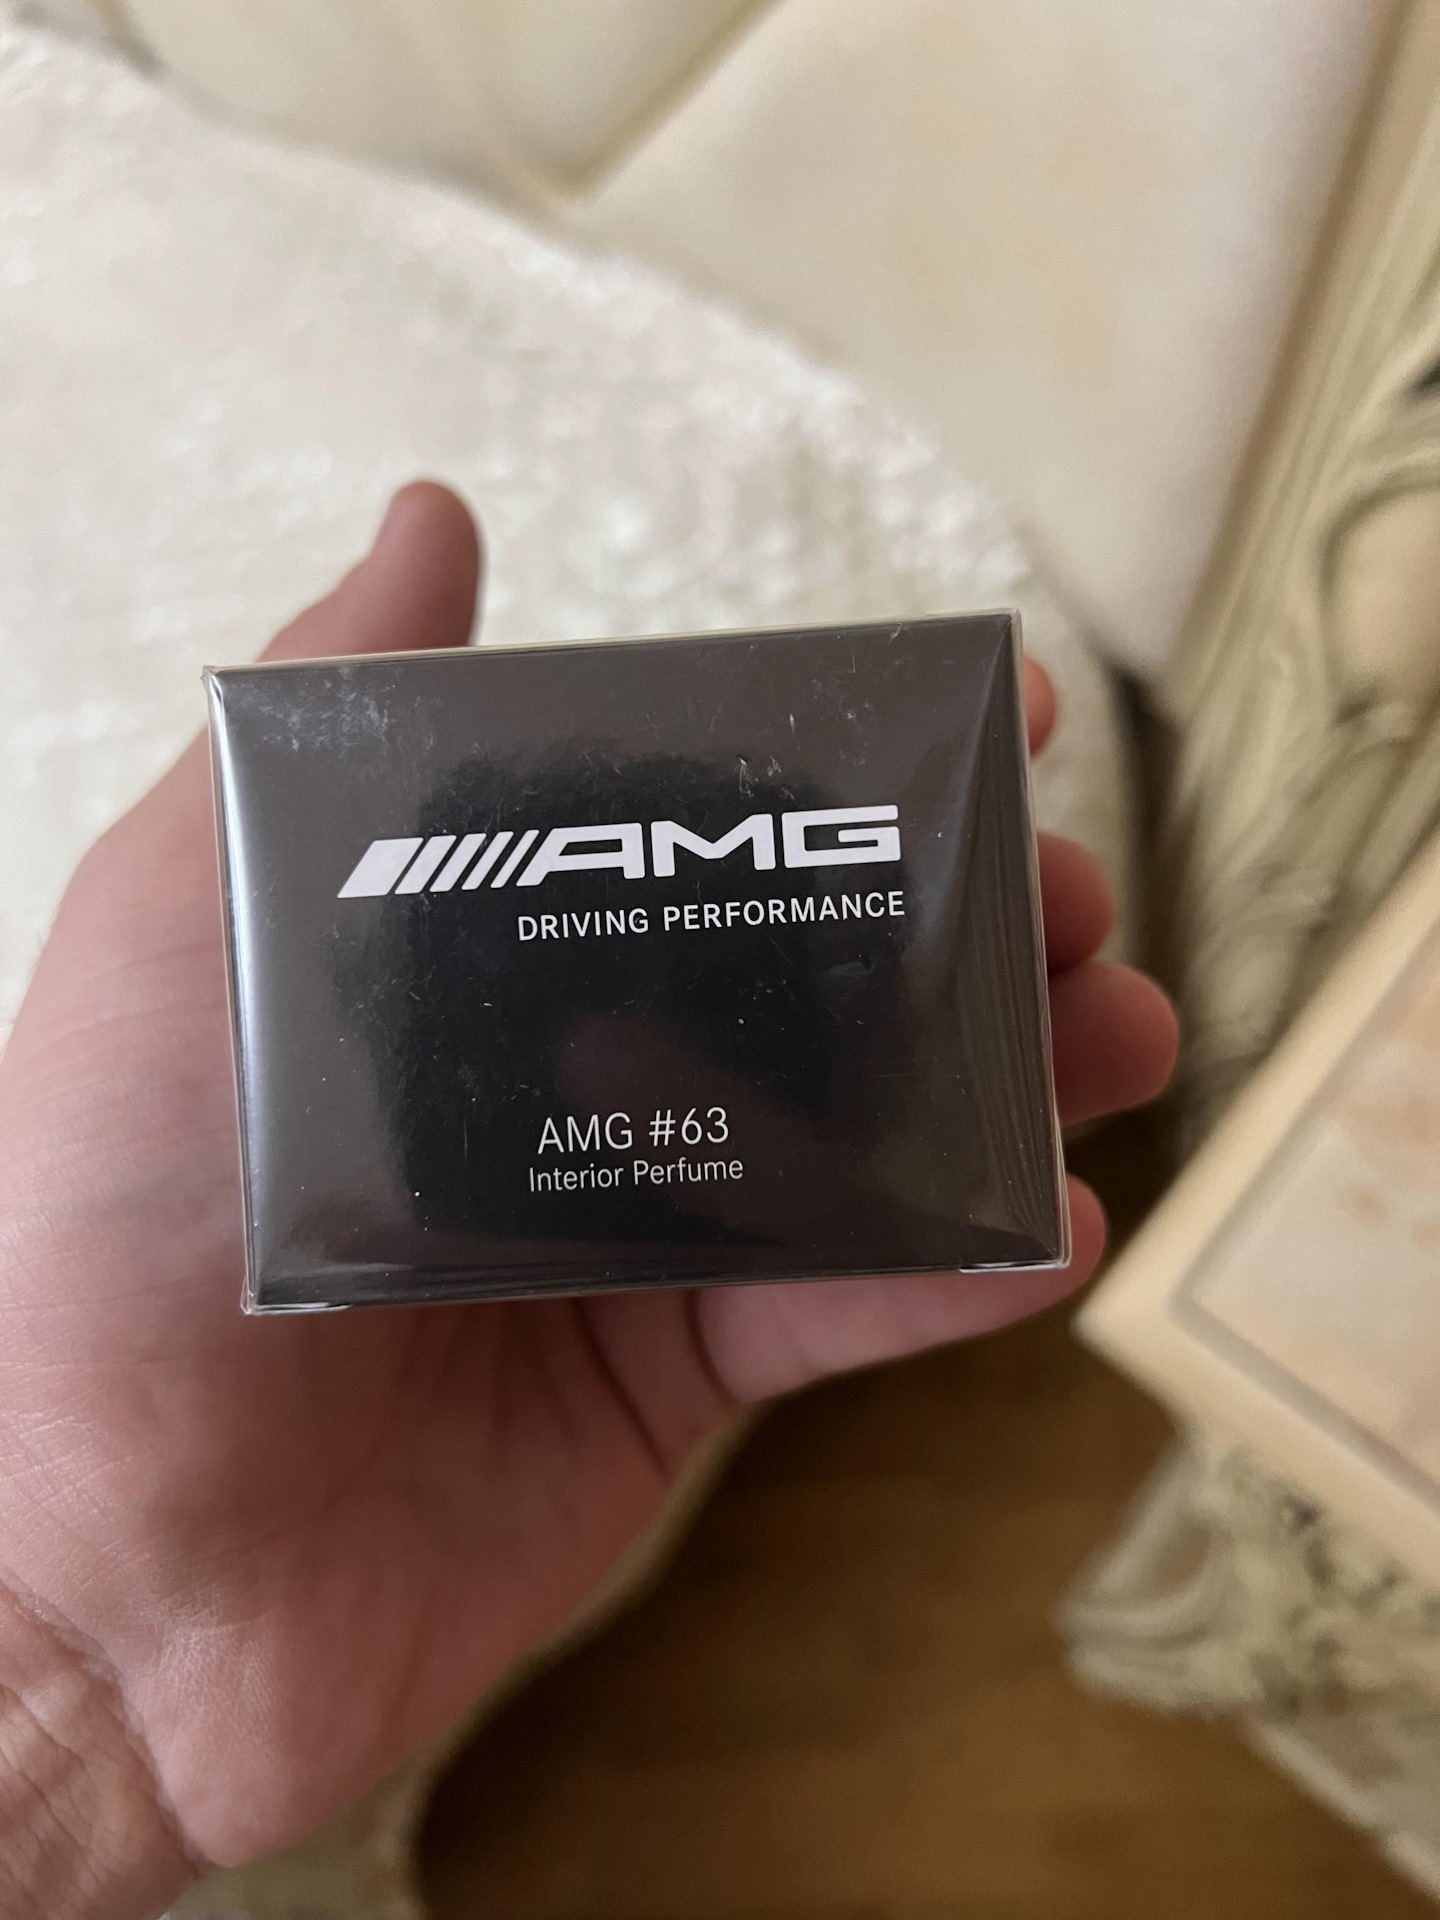 AMG
DRIVING PERFORMANCE
AMG #63
Interior Perfume